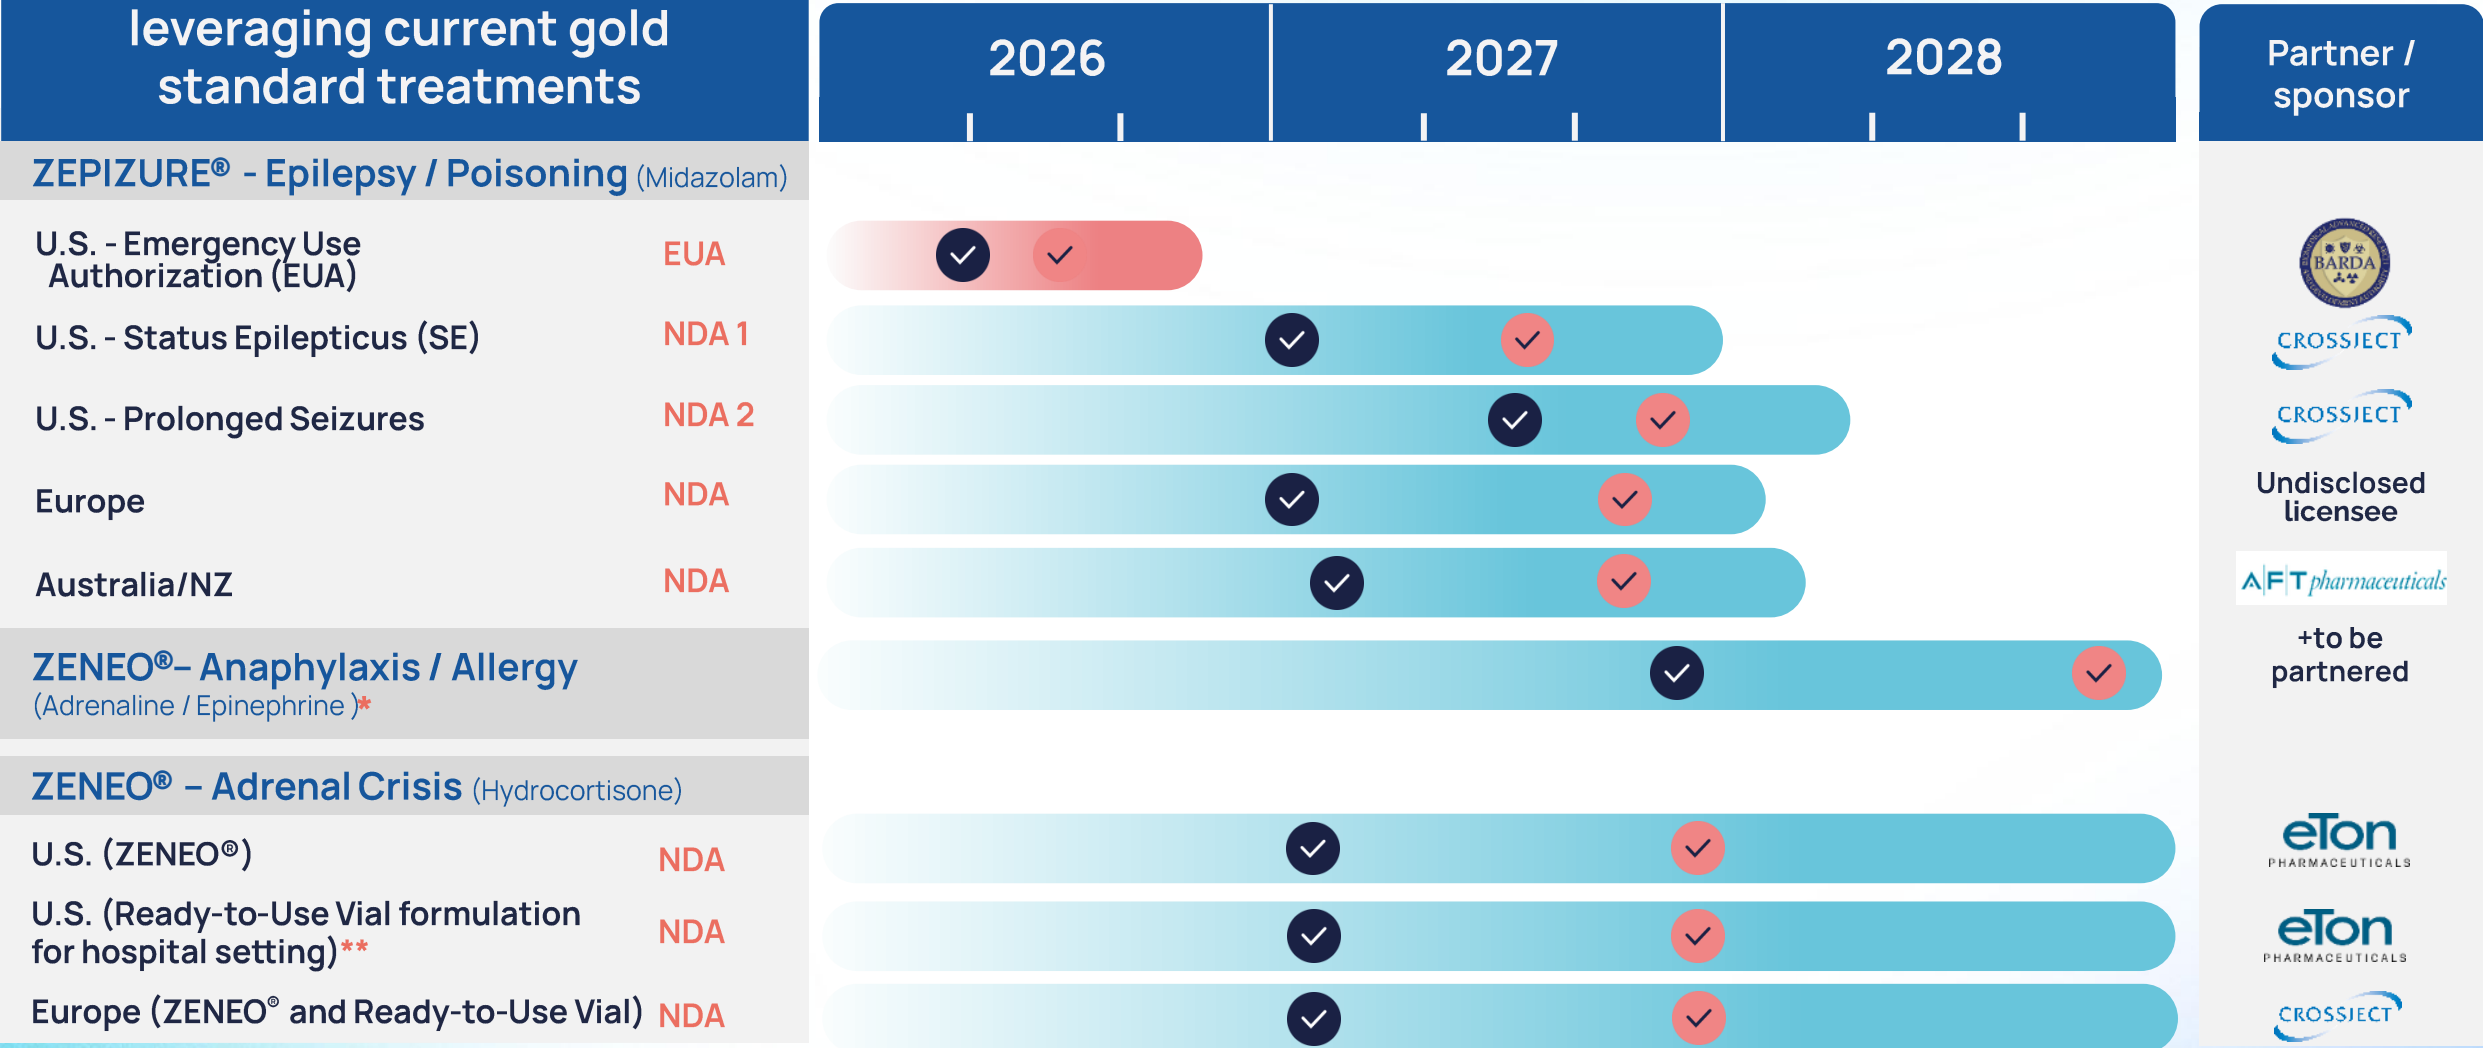 leveraging current gold
standard treatments
2026
2027
2028
Partner /
sponsor
ZEPIZURE® - Epilepsy / Poisoning (Midazolam)
U.S. - Emergency Use
Authorization (EUA)
EUA
BARDA
U.S. - Status Epilepticus (SE)
NDA 1
CROSSJECT
U.S. - Prolonged Seizures
NDA 2
CROSSJECT
Europe
NDA
Undisclosed
licensee
Australia/NZ
NDA
AFT pharmaceuticals
+to be
partnered
ZENEO®– Anaphylaxis / Allergy
(Adrenaline / Epinephrine )*
ZENEO® – Adrenal Crisis (Hydrocortisone)
U.S. (ZENEO®)
NDA
eTon
PHARMACEUTICALS
U.S. (Ready-to-Use Vial formulation
for hospital setting)**
NDA
eTon
PHARMACEUTICALS
Europe (ZENEO® and Ready-to-Use Vial)
NDA
CROSSJECT